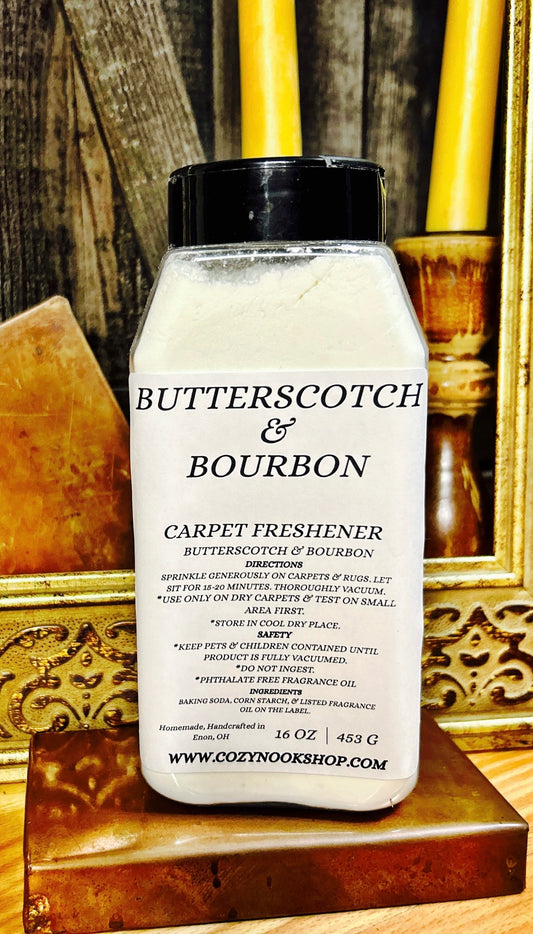 BUTTERSCOTCH
&
BOURBON
CARPET FRESHENER
BUTTERSCOTCH & BOURBON
DIRECTIONS
SPRINKLE GENEROUSLY ON CARPETS & RUGS. LET
SIT FOR 15-20 MINUTES. THOROUGHLY VACUUM.
*USE ONLY ON DRY CARPETS & TEST ON SMALL
AREA FIRST.
*STORE IN COOL DRY PLACE.
SAFETY
*KEEP PETS & CHILDREN CONTAINED UNTIL
PRODUCT IS FULLY VACUUMED.
*DO NOT INGEST.
*PHTHALATE FREE FRAGRANCE OIL
INGREDIENTS
BAKING SODA, CORN STARCH, & LISTED FRAGRANCE
OIL ON THE LABEL.
Homemade, Handcrafted in
Enon, OH
16 OZ | 453 G
WWW.COZYNOOKSHOP.COM